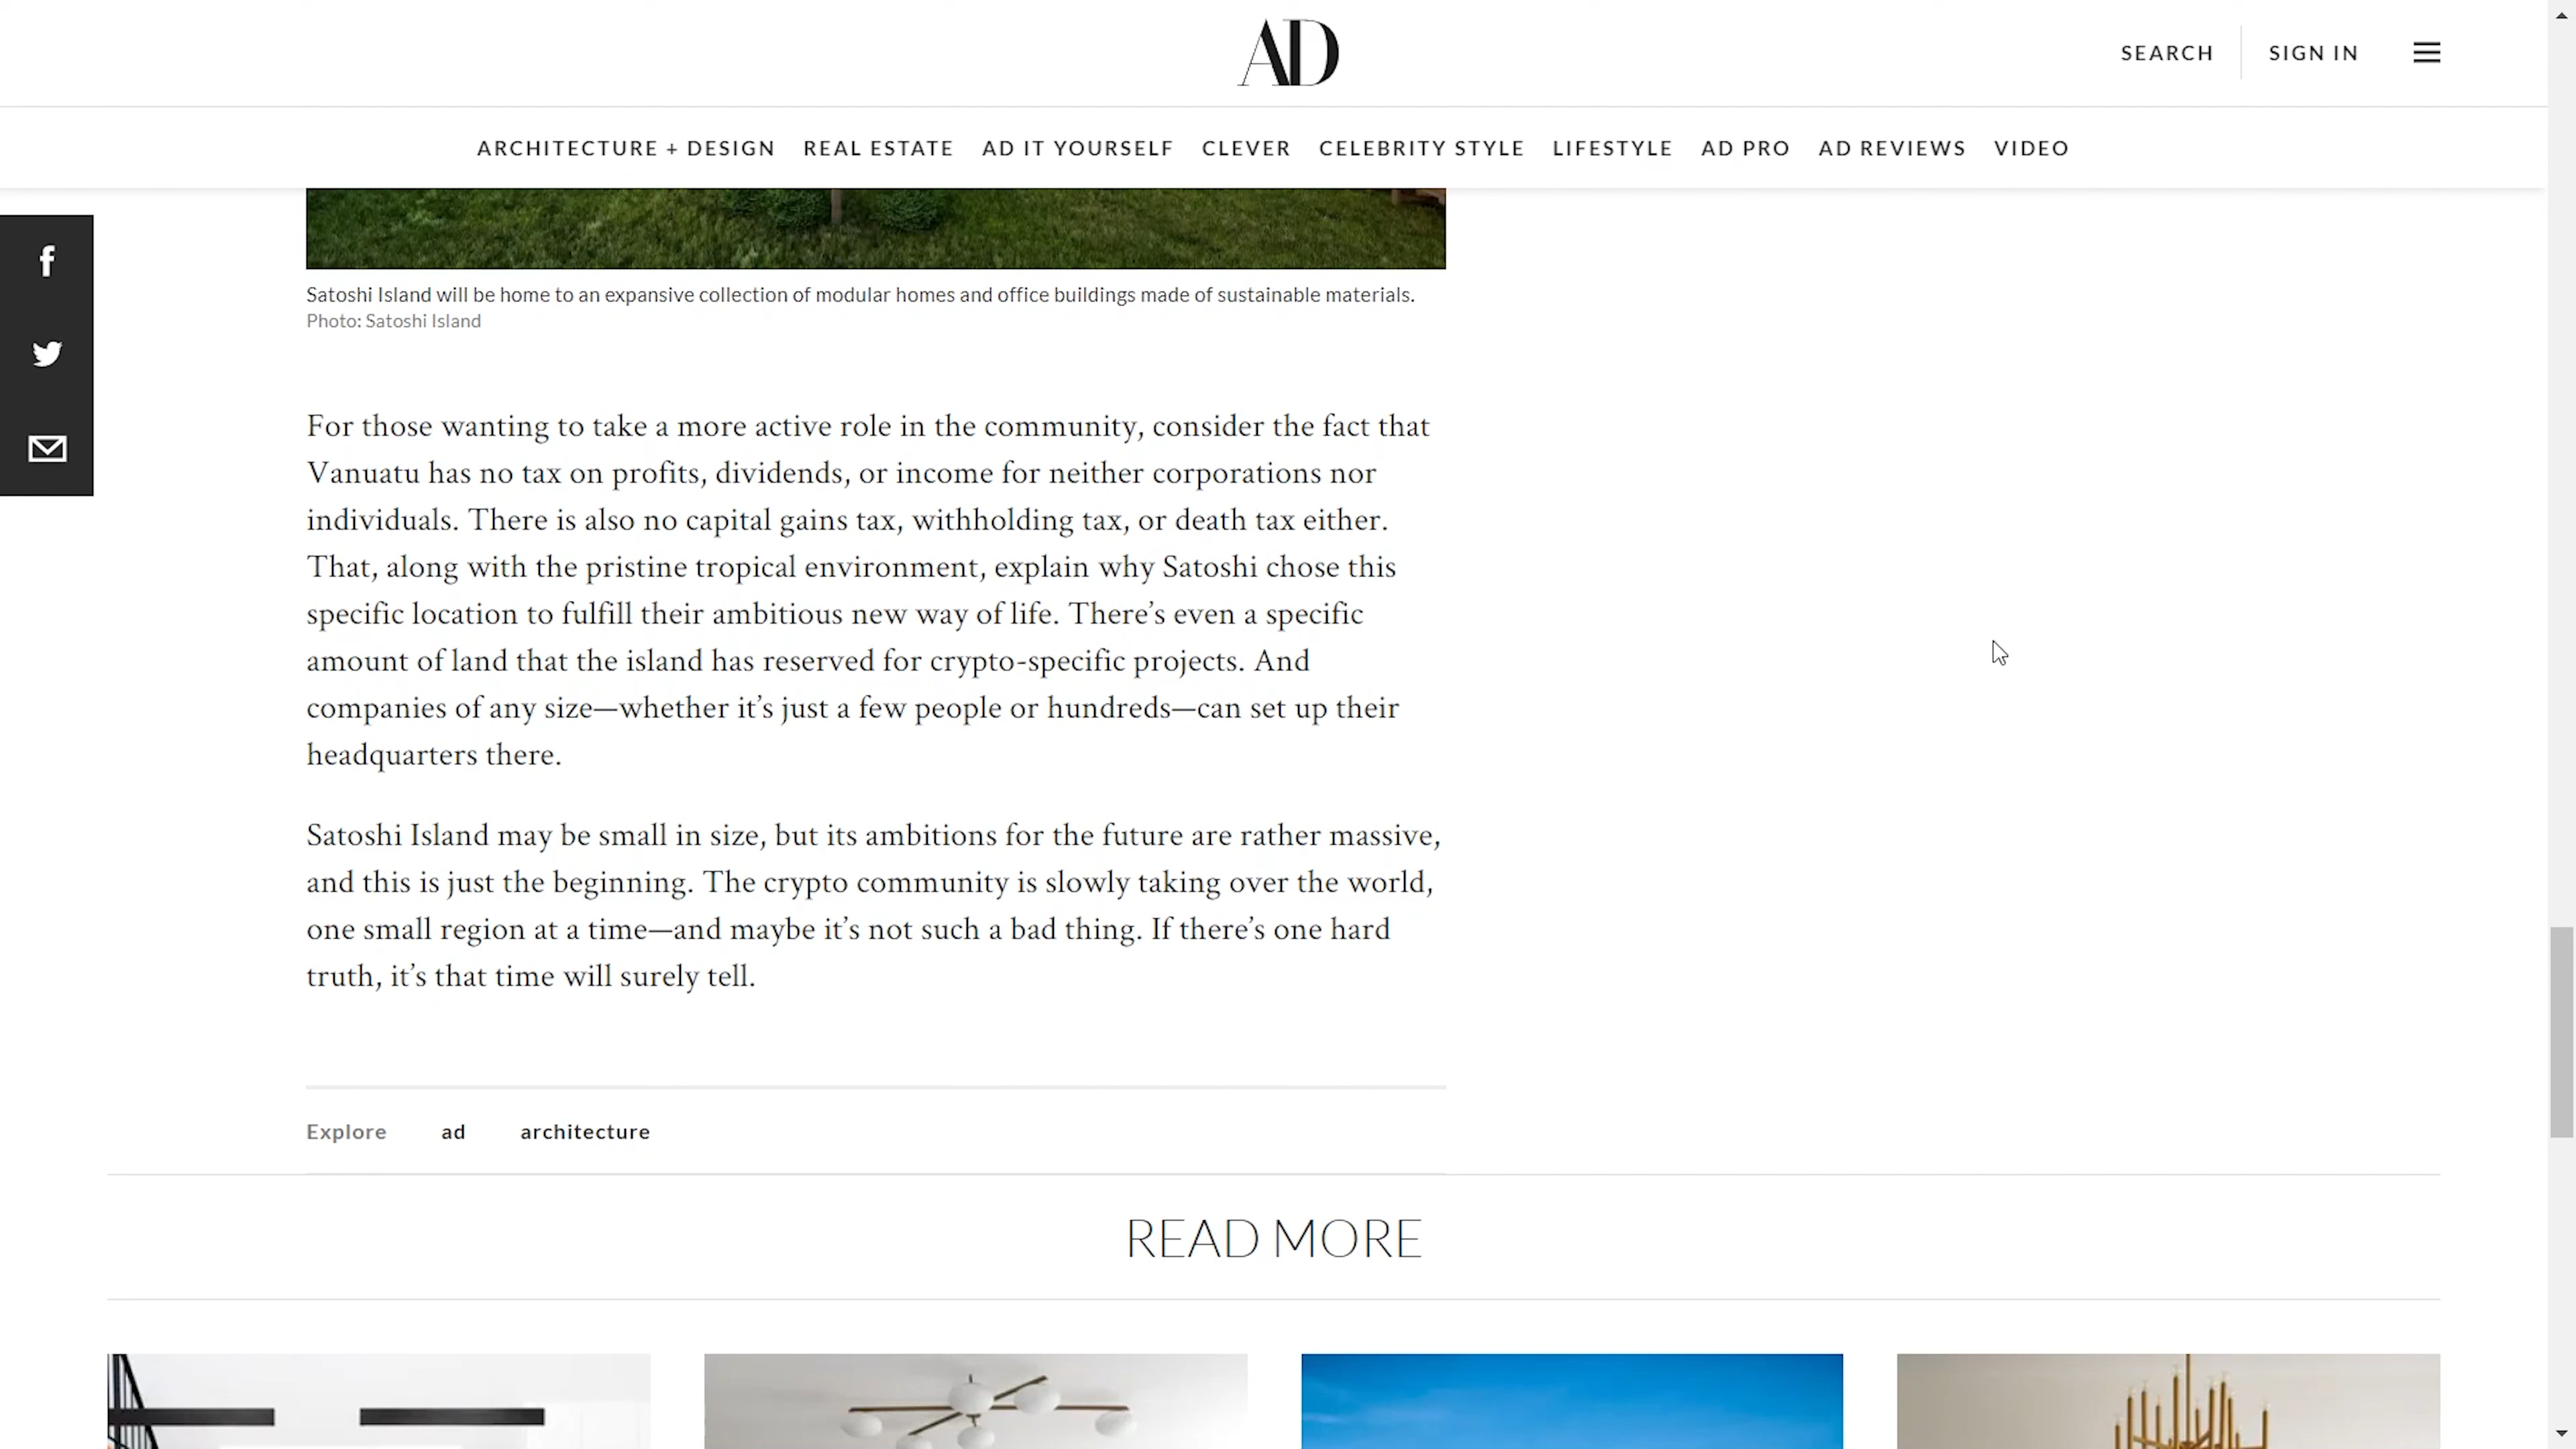 AD
SEARCH
SIGN IN
ARCHITECTURE + DESIGN REAL ESTATE AD IT YOURSELF CLEVER CELEBRITY STYLE LIFESTYLE AD PRO AD REVIEWS VIDEO
Satoshi Island will be home to an expansive collection of modular homes and office buildings made of sustainable materials.
Photo: Satoshi Island
For those wanting to take a more active role in the community, consider the fact that
Vanuatu has no tax on profits, dividends, or income for neither corporations nor
individuals. There is also no capital gains tax, withholding tax, or death tax either.
That, along with the pristine tropical environment, explain why Satoshi chose this
specific location to fulfill their ambitious new way of life. There’s even a specific
amount of land that the island has reserved for crypto-specific projects. And
companies of any size—whether it’s just a few people or hundreds—can set up their
headquarters there.
Satoshi Island may be small in size, but its ambitions for the future are rather massive,
and this is just the beginning. The crypto community is slowly taking over the world,
one small region at a time—and maybe it’s not such a bad thing. If there’s one hard
truth, it’s that time will surely tell.
Explore ad architecture
READ MORE